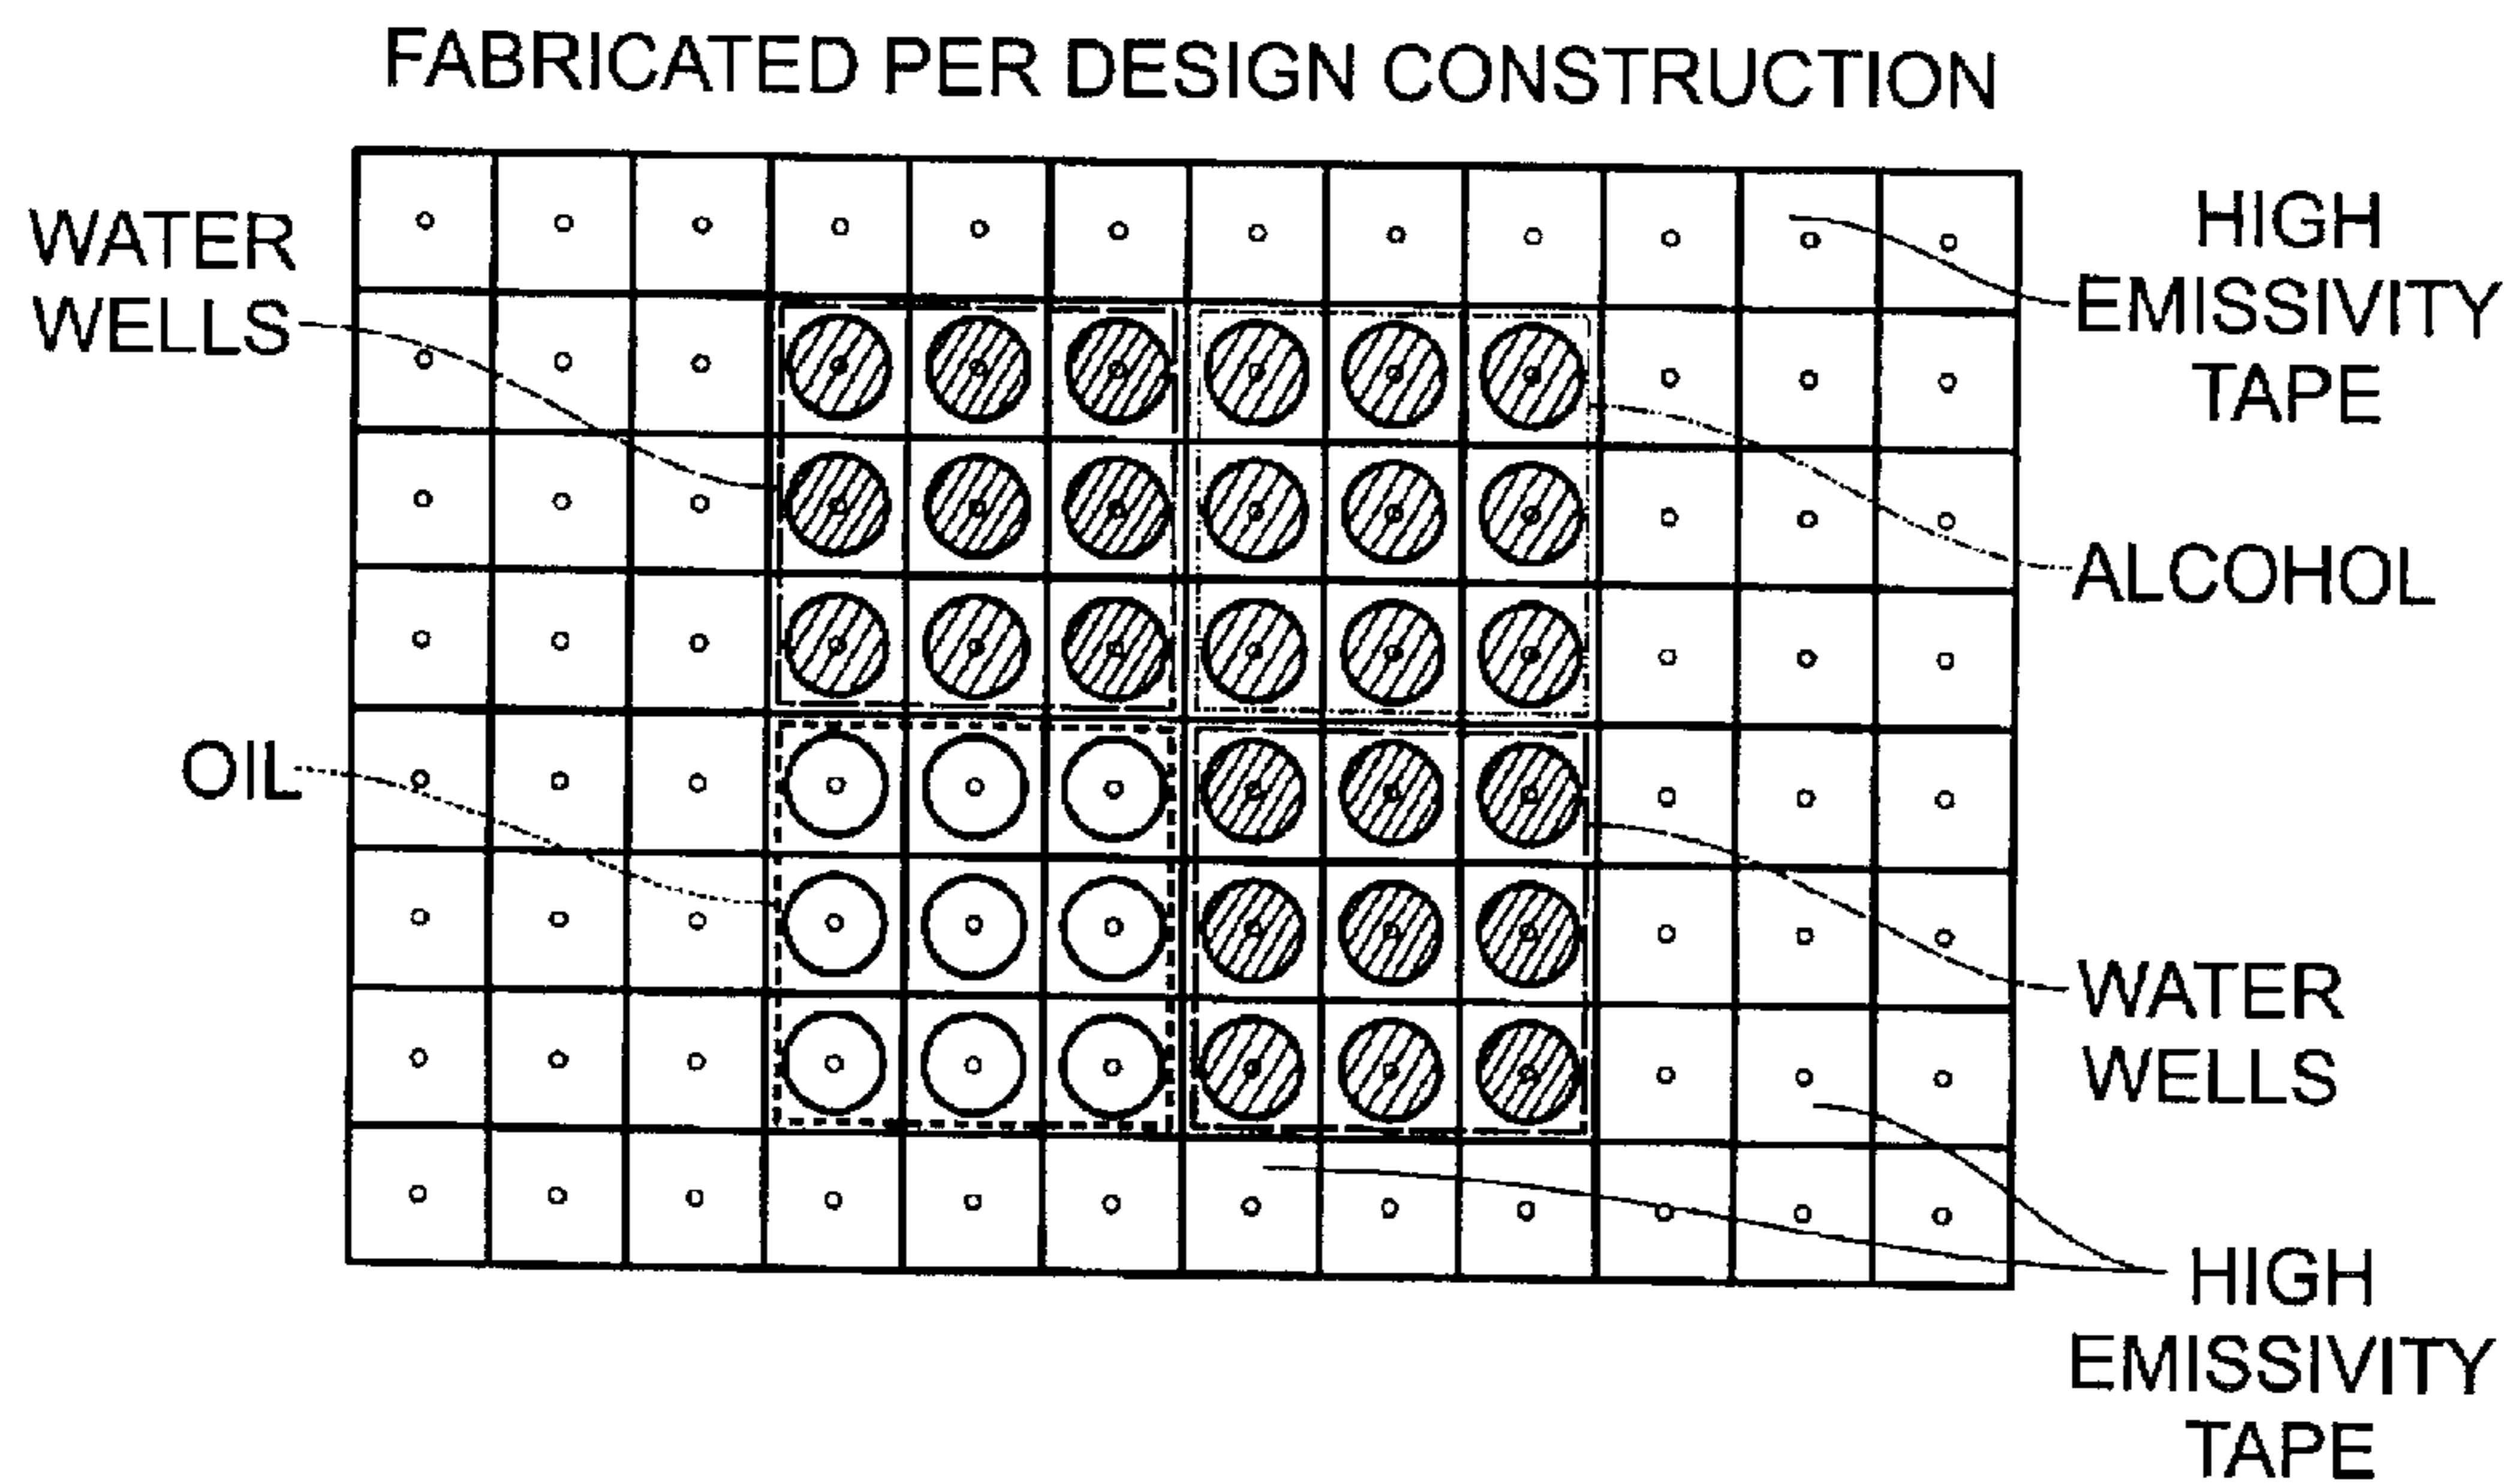 FABRICATED PER DESIGN CONSTRUCTION
WATER
WELLS
OIL
HIGH
EMISSIVITY
TAPE
ALCOHOL
WATER
WELLS
HIGH
EMISSIVITY
TAPE